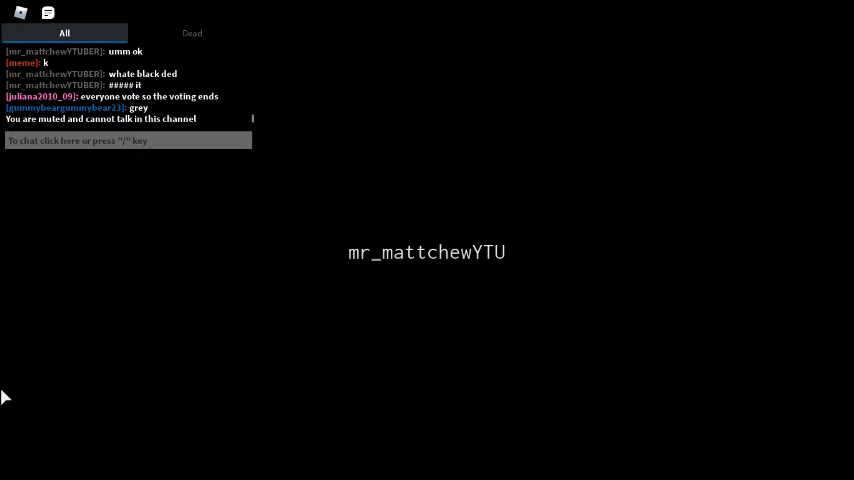 All Dead
[mr_mattchewYTUBER]: umm ok
[meme]: k
[mr_mattchewYTUBER]: whate black ded
[mr_mattchewYTUBER]: ##### it
[juliana2010_09]: everyone vote so the voting ends
[gummybeargummybear23]: grey
You are muted and cannot talk in this channel
To chat click here or press "/" key
mr_mattchewYTU